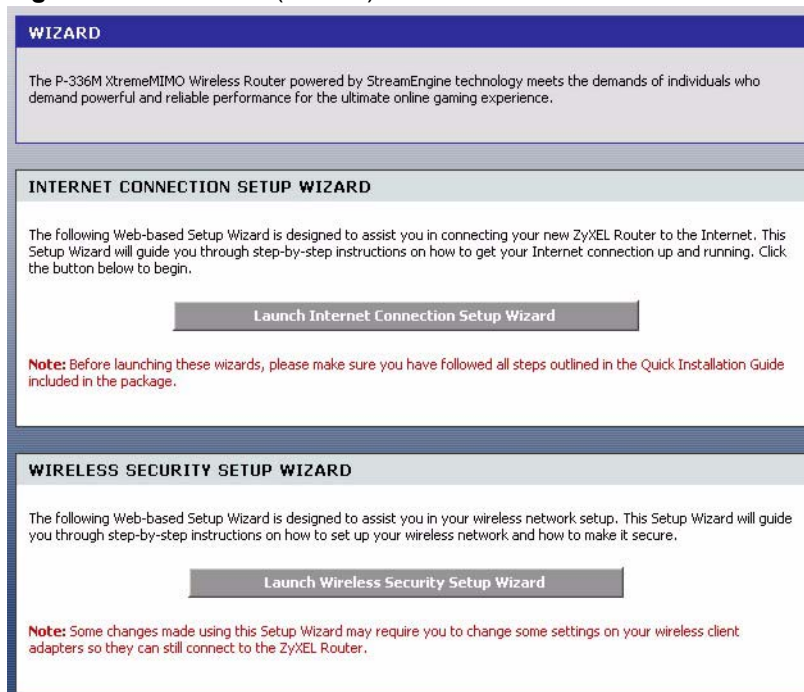 WIZARD
The P-336M XtremeMIMO Wireless Router powered by StreamEngine technology meets the demands of individuals who
demand powerful and reliable performance for the ultimate online gaming experience.
INTERNET CONNECTION SETUP WIZARD
The following Web-based Setup Wizard is designed to assist you in connecting your new ZyXEL Router to the Internet. This
Setup Wizard will guide you through step-by-step instructions on how to get your Internet connection up and running. Click
the button below to begin.
Launch Internet Connection Setup Wizard
Note: Before launching these wizards, please make sure you have followed all steps outlined in the Quick Installation Guide
included in the package.
WIRELESS SECURITY SETUP WIZARD
The following Web-based Setup Wizard is designed to assist you in your wireless network setup. This Setup Wizard will guide
you through step-by-step instructions on how to set up your wireless network and how to make it secure.
Launch Wireless Security Setup Wizard
Note: Some changes made using this Setup Wizard may require you to change some settings on your wireless client
adapters so they can still connect to the ZyXEL Router.